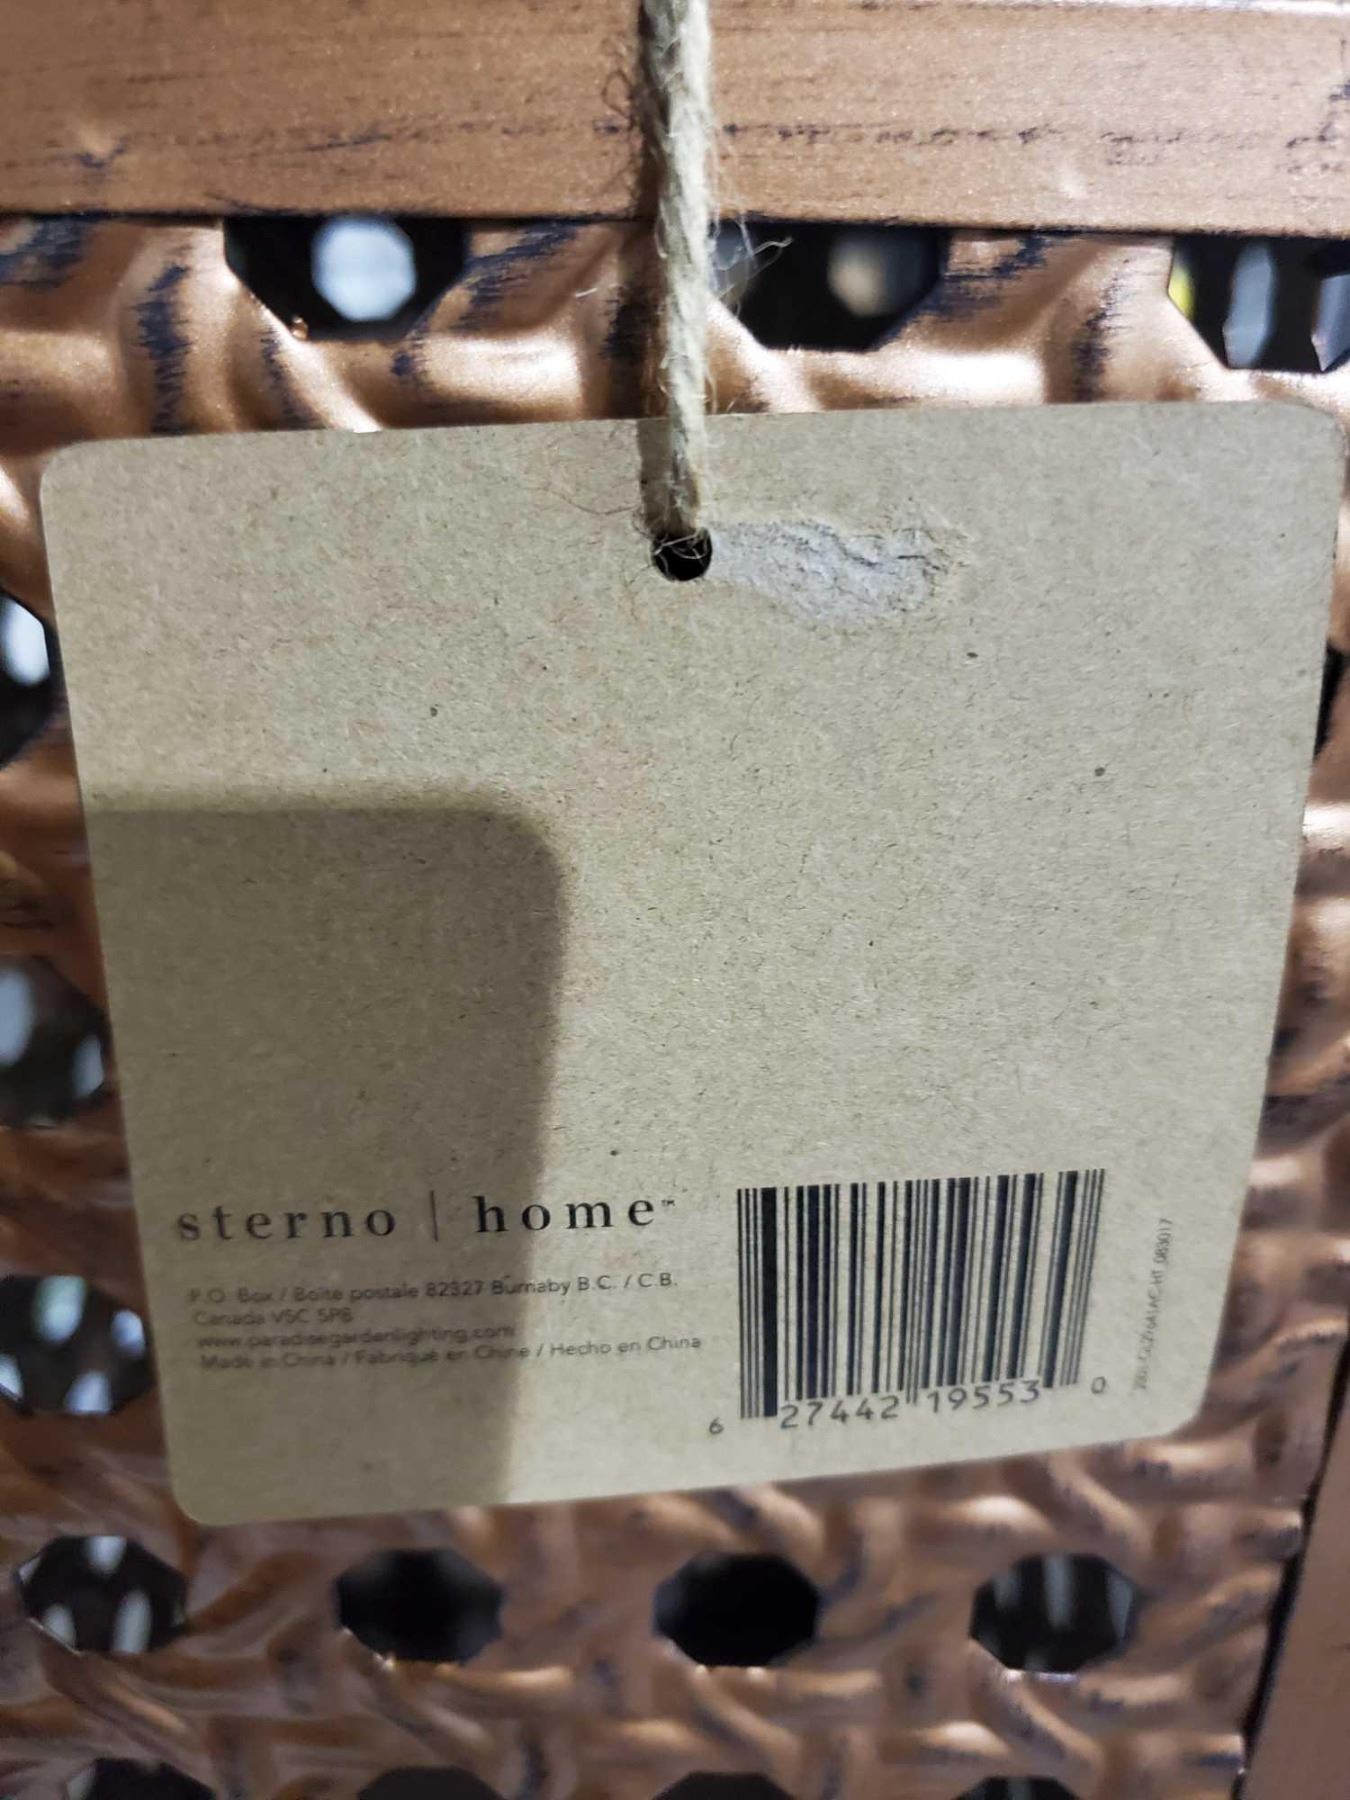 sterno | home™
P.O. Box / Boîte postale 82327 Burnaby B.C. / C.B.
Canada V5C 5P8
www.paradisegardenlighting.com
Made in China / Fabriqué en Chine / Hecho en China
6 27442 19553 0